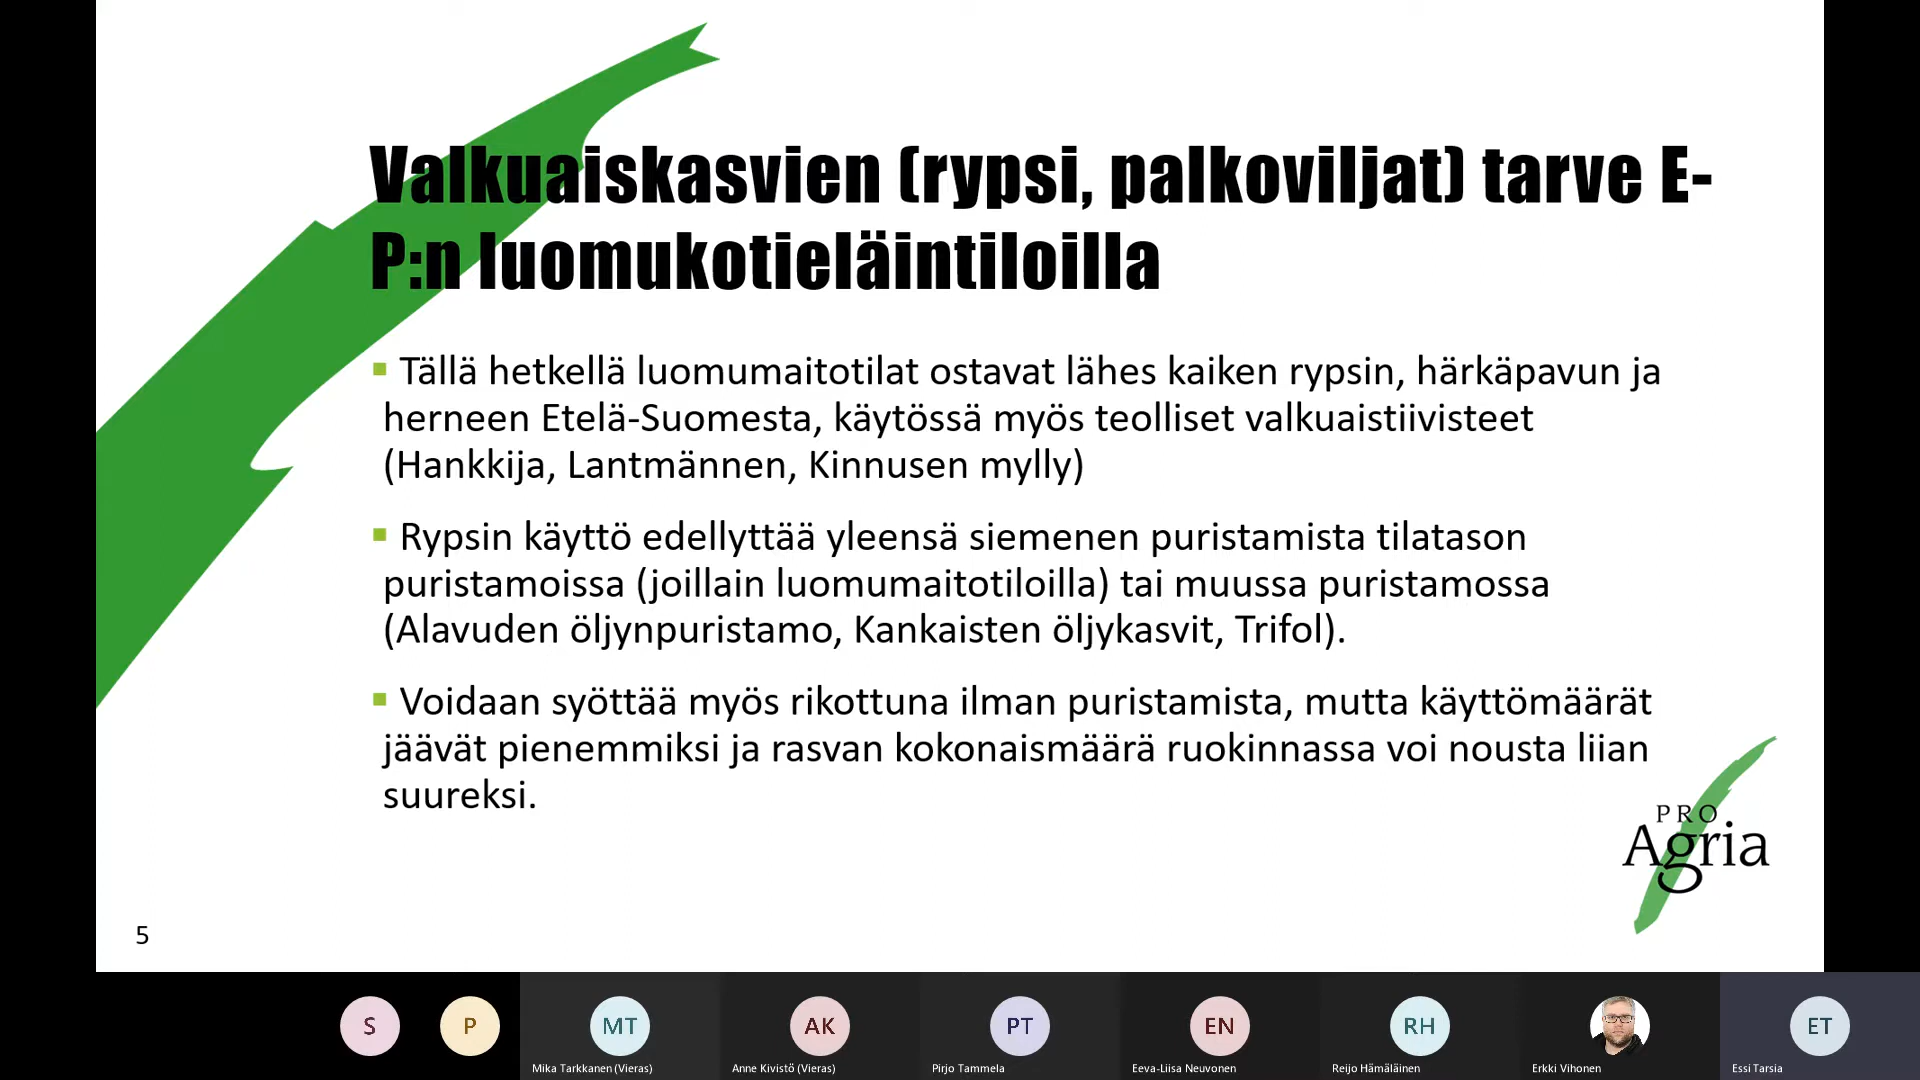 Valkuaiskasvien (rypsi, palkoviljat) tarve E-
P:n luomukotieläintiloilla
Tällä hetkellä luomumaitotilat ostavat lähes kaiken rypsin, härkäpavun ja
herneen Etelä-Suomesta, käytössä myös teolliset valkuaistiivisteet
(Hankkija, Lantmännen, Kinnusen mylly)
Rypsin käyttö edellyttää yleensä siemenen puristamista tilatason
puristamoissa (joillain luomumaitotiloilla) tai muussa puristamossa
(Alavuden öljynpuristamo, Kankaisten öljykasvit, Trifol).
Voidaan syöttää myös rikottuna ilman puristamista, mutta käyttömäärät
jäävät pienemmiksi ja rasvan kokonaismäärä ruokinnassa voi nousta liian
suureksi.
PRO
Agria
5
S
P
MT
AK
PT
EN
RH
ET
Mika Tarkkanen (Vieras)
Anne Kivistö (Vieras)
Pirjo Tammela
Eeva-Liisa Neuvonen
Reijo Hämäläinen
Erkki Vihonen
Essi Tarsia